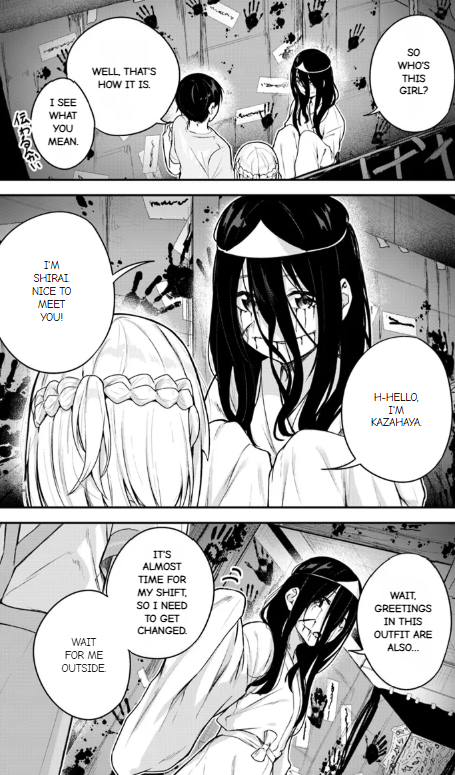 SO
WHO'S
THIS
GIRL?
WELL, THAT'S
HOW IT IS.
I SEE
WHAT
YOU
MEAN.
伝わるんだ
I'M
SHIRAI.
NICE TO
MEET
YOU!
H-HELLO,
I'M
KAZAHAYA.
WAIT,
GREETINGS
IN THIS
OUTFIT ARE
ALSO...
IT'S
ALMOST
TIME FOR
MY SHIFT,
SO I NEED
TO GET
CHANGED.
WAIT
FOR ME
OUTSIDE.